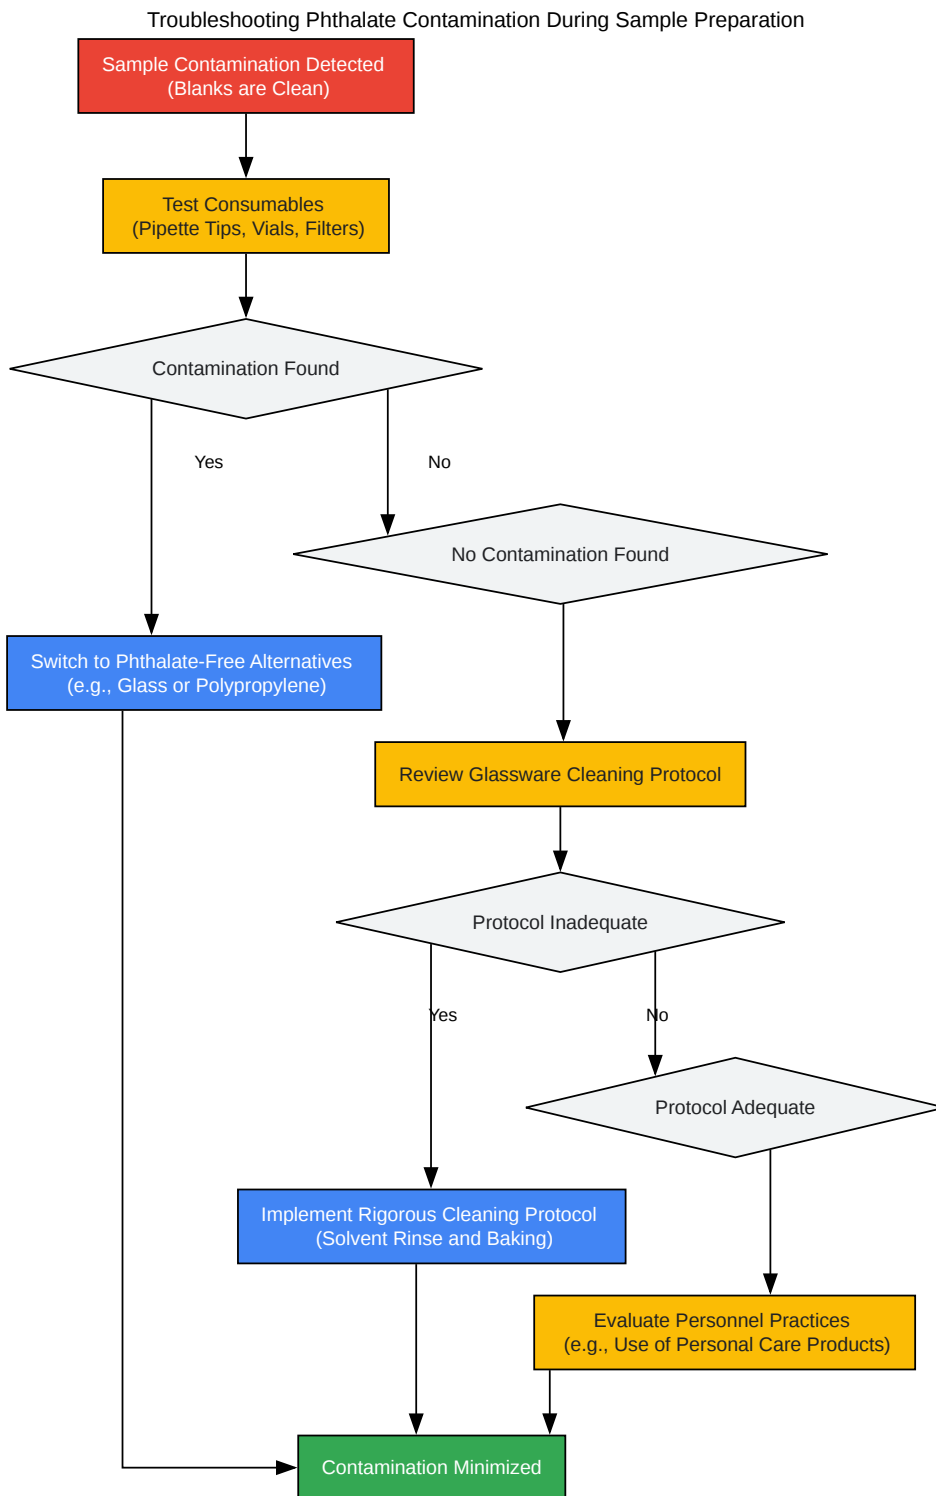 Troubleshooting Phthalate Contamination During Sample Preparation
Sample Contamination Detected
(Blanks are Clean)
Test Consumables
(Pipette Tips, Vials, Filters)
Contamination Found
Yes
No
No Contamination Found
Switch to Phthalate-Free Alternatives
(e.g., Glass or Polypropylene)
Review Glassware Cleaning Protocol
Protocol Inadequate
Yes
No
Protocol Adequate
Implement Rigorous Cleaning Protocol
(Solvent Rinse and Baking)
Evaluate Personnel Practices
(e.g., Use of Personal Care Products)
Contamination Minimized